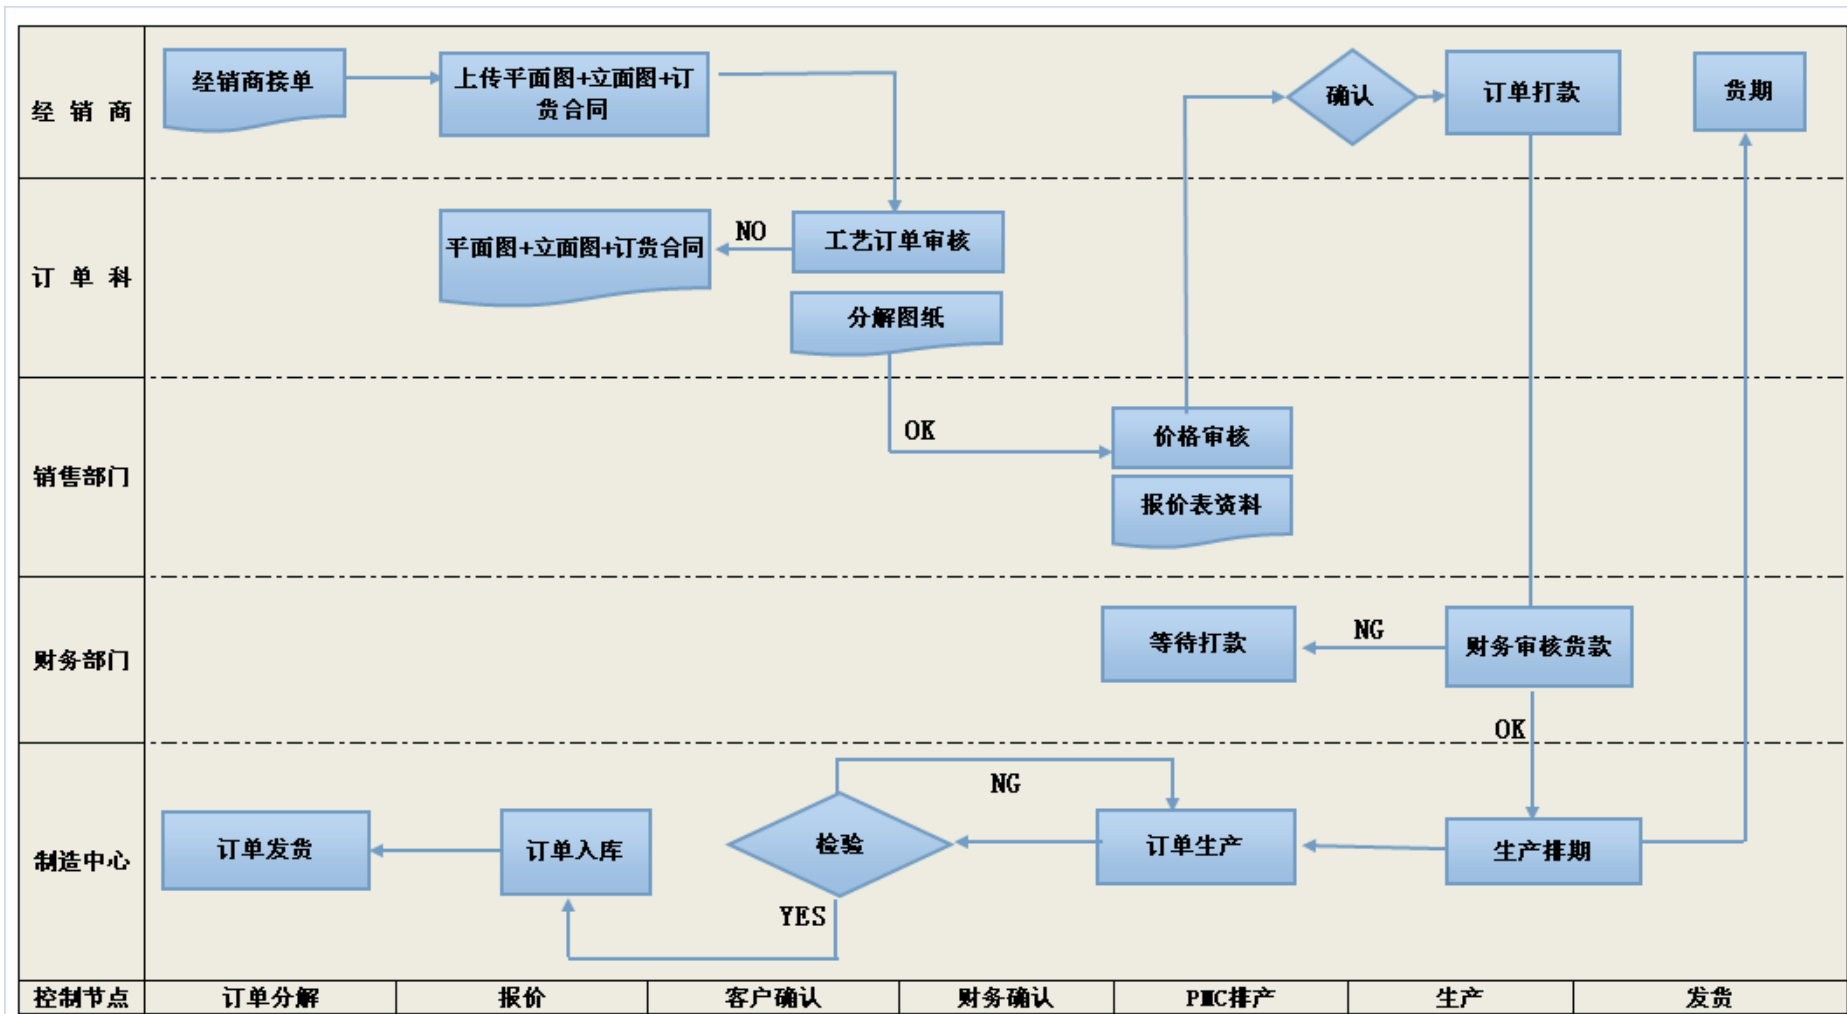 经销商
经销商接单
上传平面图+立面图+订
货合同
确认
订单打款
货期
订单科
平面图+立面图+订货合同
NO
工艺订单审核
分解图纸
OK
销售部门
价格审核
报价表资料
财务部门
等待打款
NG
财务审核货款
OK
制造中心
订单发货
订单入库
检验
NG
YES
订单生产
生产排期
控制节点
订单分解
报价
客户确认
财务确认
PMC排产
生产
发货